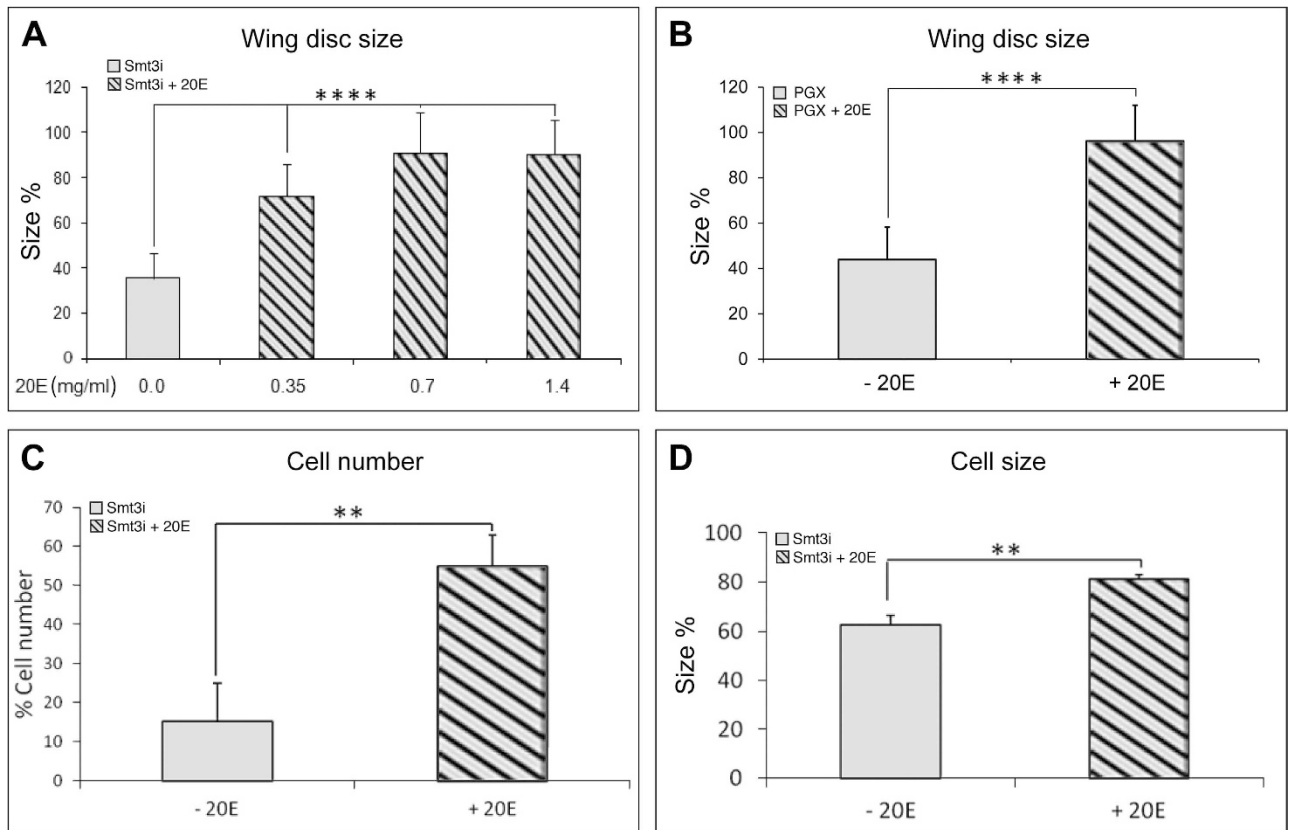 A
Wing disc size
Smt3i
Smt3i + 20E
****
120
100
80
60
40
20
0
Size %
20E (mg/ml) 0.0 0.35 0.7 1.4
B
Wing disc size
PGX
PGX + 20E
****
120
100
80
60
40
20
0
Size %
- 20E + 20E
C
Cell number
Smt3i
Smt3i + 20E
**
70
60
50
40
30
20
10
0
% Cell number
- 20E + 20E
D
Cell size
Smt3i
Smt3i + 20E
**
100
80
60
40
20
0
Size %
- 20E + 20E